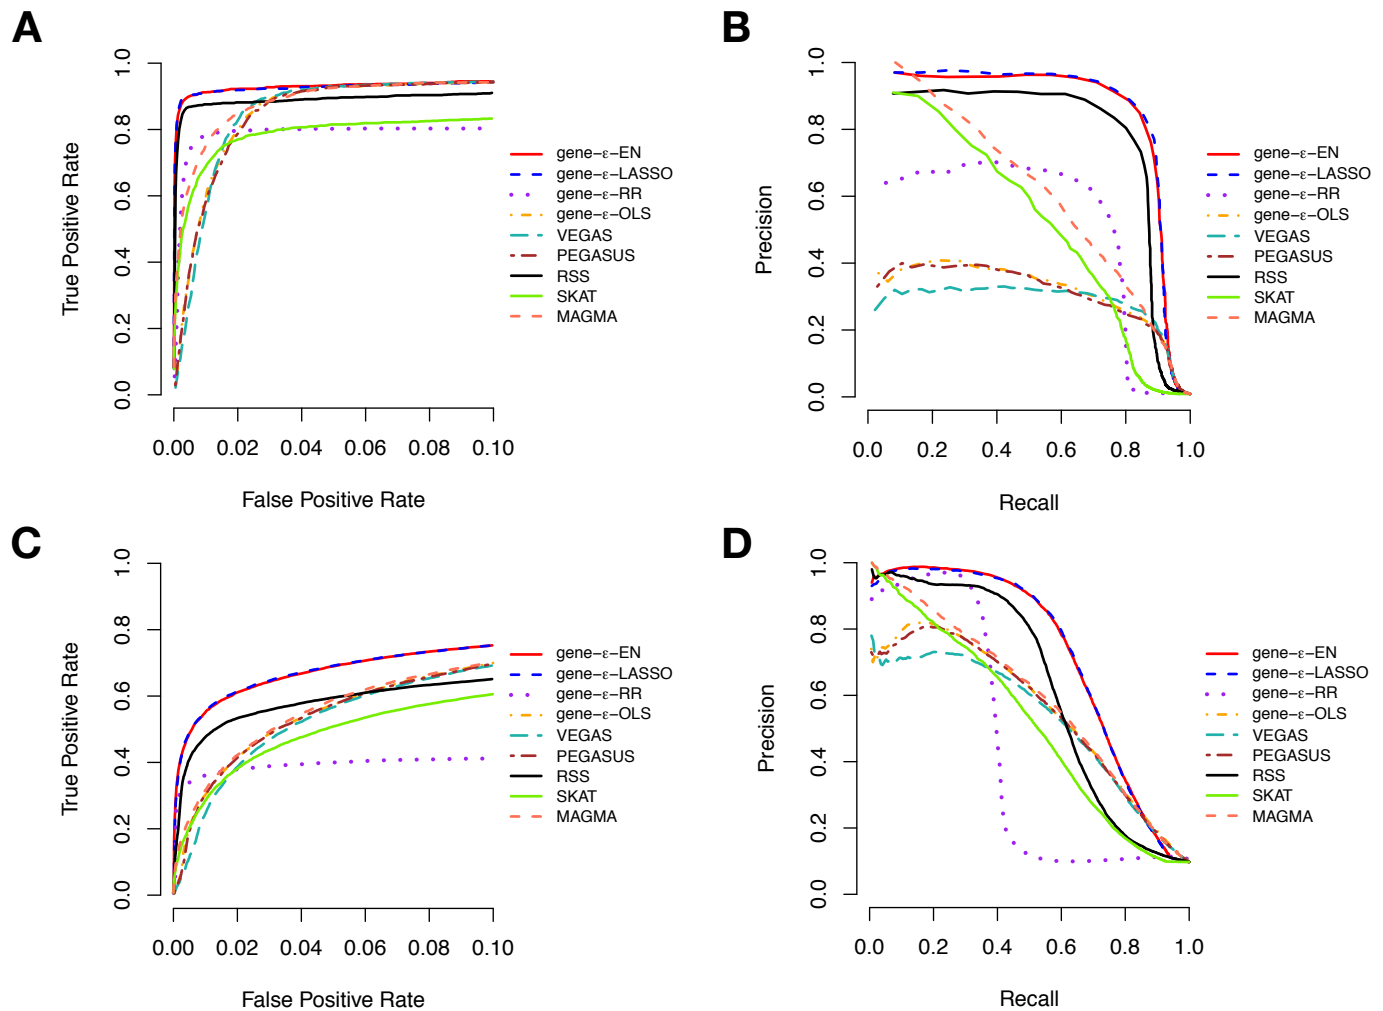 A
True Positive Rate
1.0
0.8
0.6
0.4
0.2
0.0
0.00 0.02 0.04 0.06 0.08 0.10
False Positive Rate
gene-ε-EN
gene-ε-LASSO
gene-ε-RR
gene-ε-OLS
VEGAS
PEGASUS
RSS
SKAT
MAGMA
B
Precision
1.0
0.8
0.6
0.4
0.2
0.0
0.0 0.2 0.4 0.6 0.8 1.0
Recall
gene-ε-EN
gene-ε-LASSO
gene-ε-RR
gene-ε-OLS
VEGAS
PEGASUS
RSS
SKAT
MAGMA
C
True Positive Rate
1.0
0.8
0.6
0.4
0.2
0.0
0.00 0.02 0.04 0.06 0.08 0.10
False Positive Rate
gene-ε-EN
gene-ε-LASSO
gene-ε-RR
gene-ε-OLS
VEGAS
PEGASUS
RSS
SKAT
MAGMA
D
Precision
1.0
0.8
0.6
0.4
0.2
0.0
0.0 0.2 0.4 0.6 0.8 1.0
Recall
gene-ε-EN
gene-ε-LASSO
gene-ε-RR
gene-ε-OLS
VEGAS
PEGASUS
RSS
SKAT
MAGMA